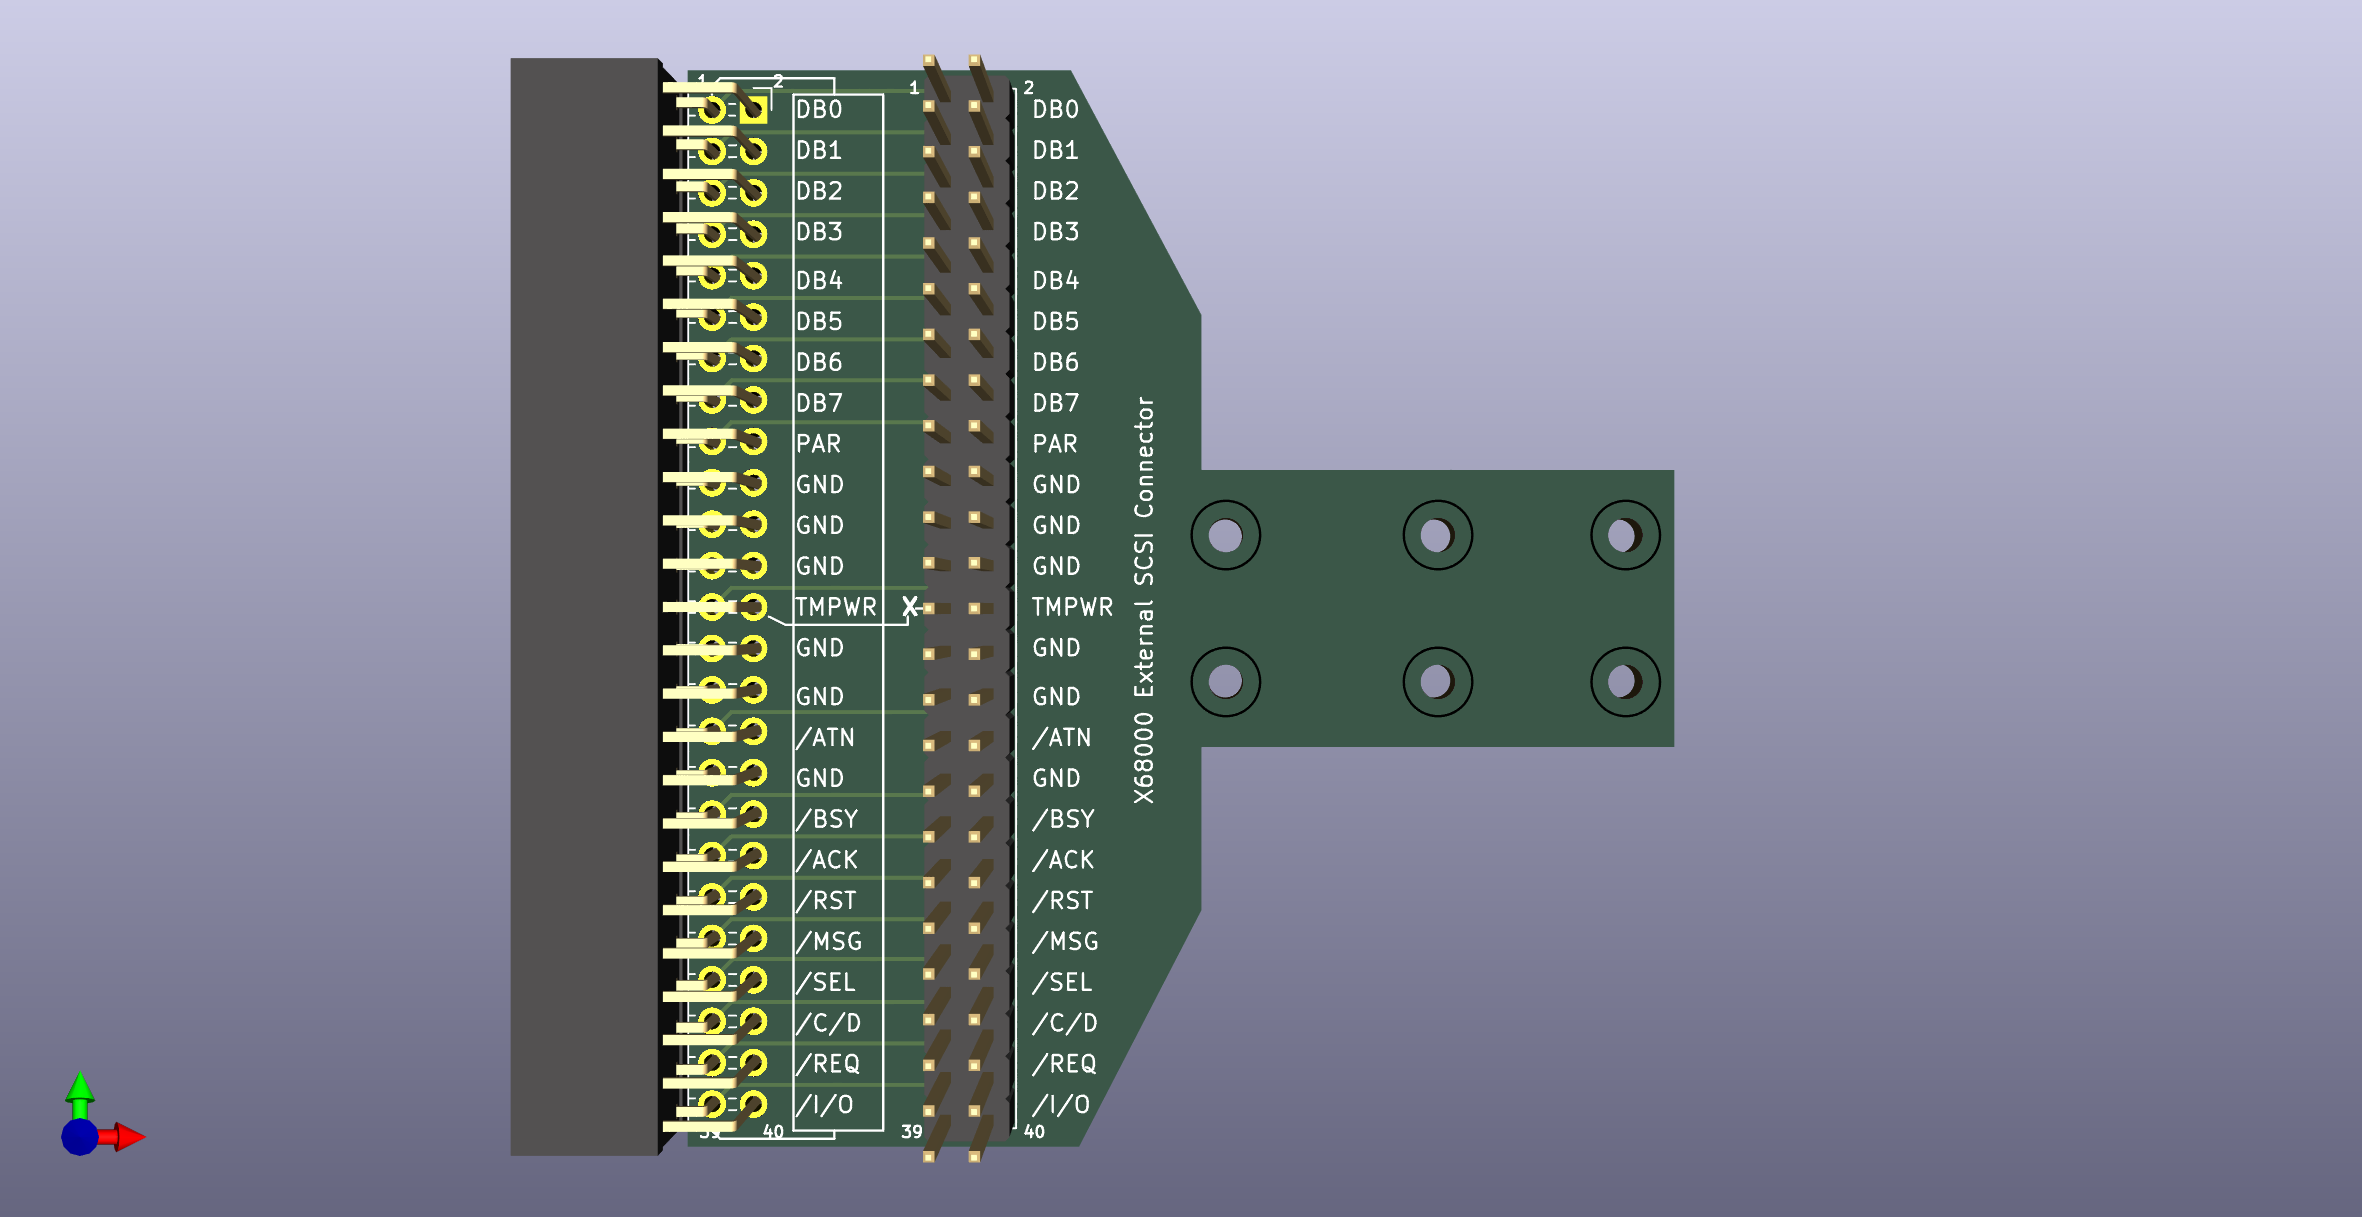 1 2
1 2
DB0 DB0
DB1 DB1
DB2 DB2
DB3 DB3
DB4 DB4
DB5 DB5
DB6 DB6
DB7 DB7
PAR PAR
GND GND
GND GND
GND GND
TMPWR X TMPWR
GND GND
GND GND
/ATN /ATN
GND GND
/BSY /BSY
/ACK /ACK
/RST /RST
/MSG /MSG
/SEL /SEL
/C/D /C/D
/REQ /REQ
/I/O /I/O
39 40
39 40
X68000 External SCSI Connector